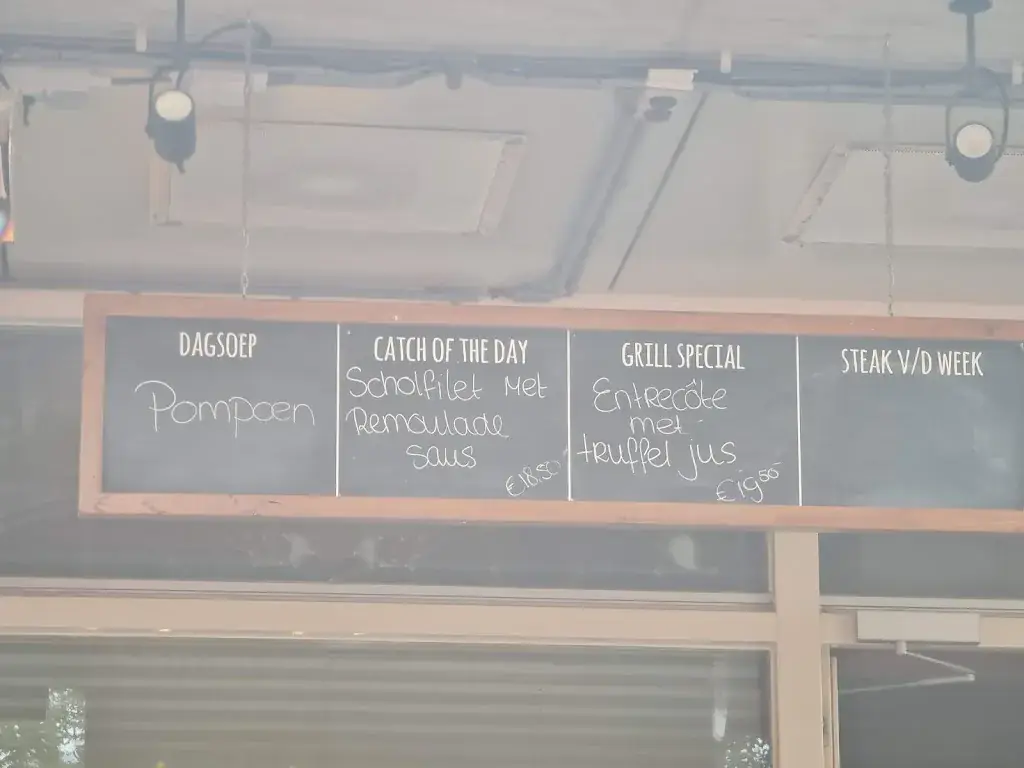 DAGSOEP
Pompoen
CATCH OF THE DAY
Scholfilet met
Remoulade
saus
€18.50
GRILL SPECIAL
Entrecôte
met
truffel jus
€19.50
STEAK V/D WEEK